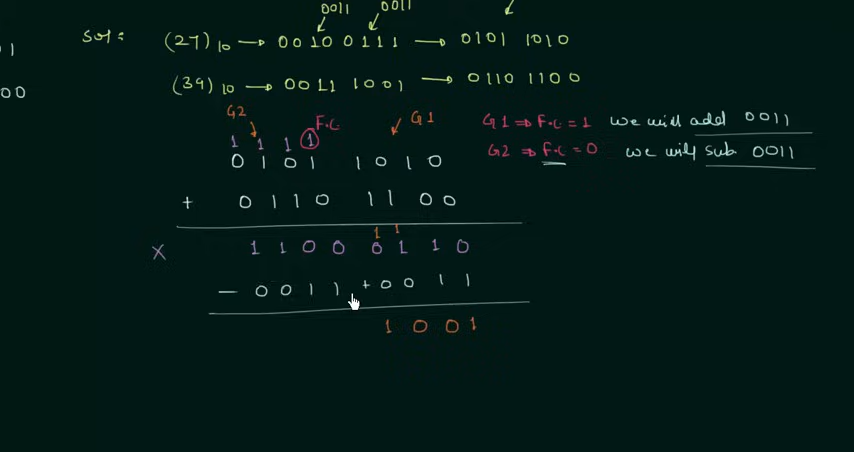 0011 0011
01
Sol: (27)10 → 0010 0111 → 0101 1010
00
(39)10 → 0011 1001 → 0110 1100
G2 F.C. G1
G1 ⇒ F.C = 1 we will add 0011
1 1 1 1
0101 1010
G2 ⇒ F.C = 0 we will sub 0011
+ 0110 1100
1 1
X 1100 0110
- 0011 + 0011
1001